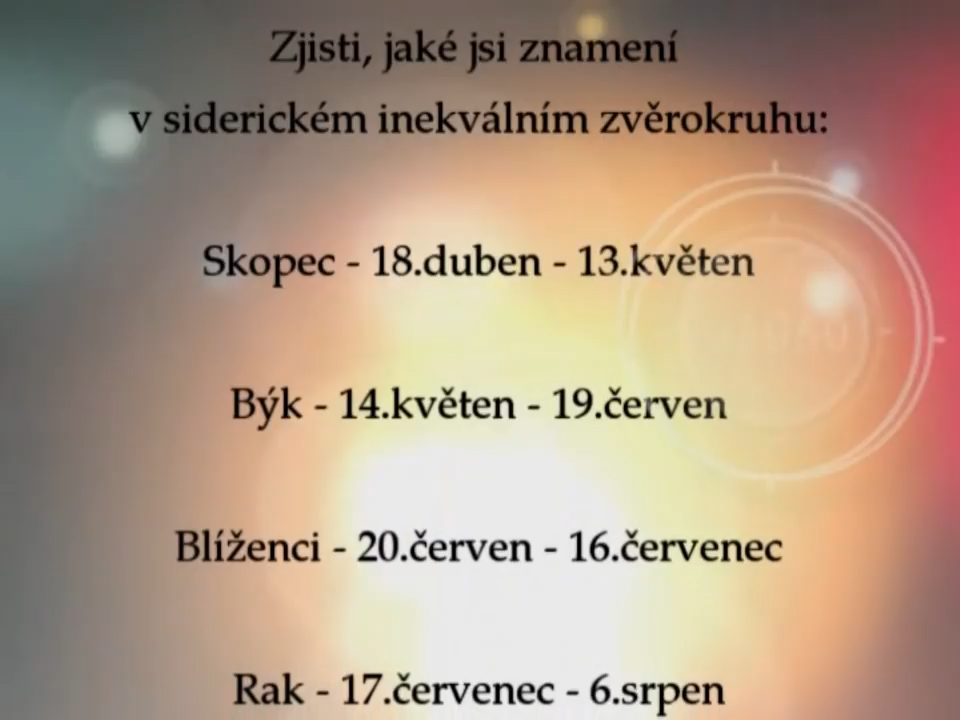 Zjisti, jaké jsi znamení
v siderickém inekválním zvěrokruhu:
Skopec - 18.duben - 13.květen
Býk - 14.květen - 19.červen
Blíženci - 20.červen - 16.červenec
Rak - 17.červenec - 6.srpen